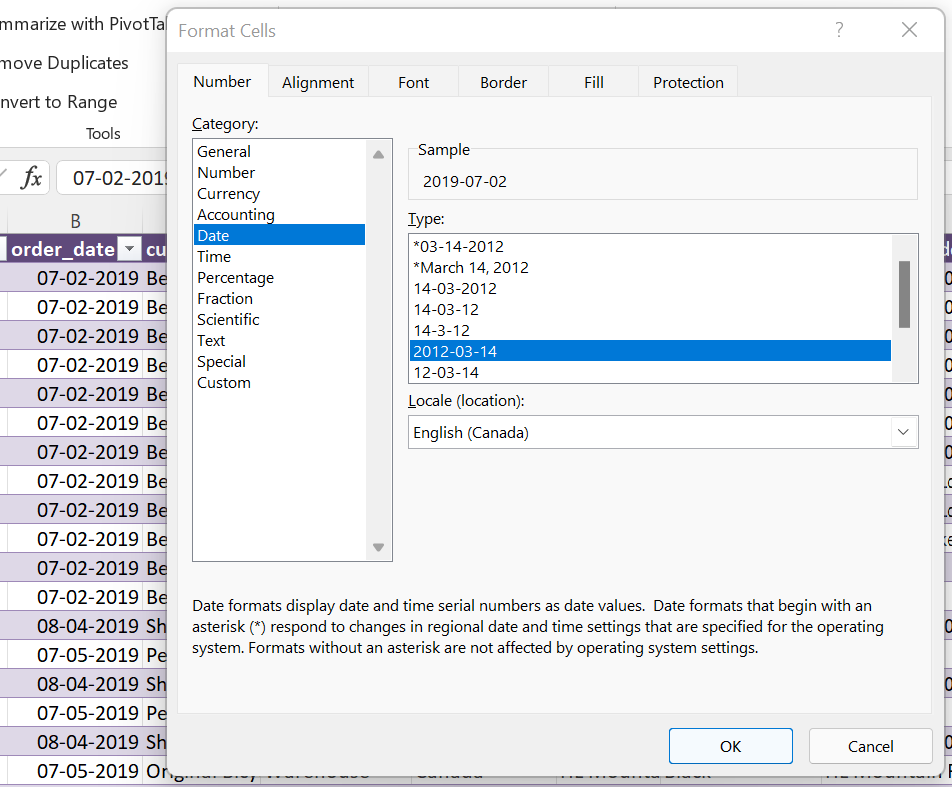 mmarize with PivotTa
move Duplicates
nvert to Range
Tools
fx
07-02-2019
B
order_date cu
07-02-2019 Be
07-02-2019 Be
07-02-2019 Be
07-02-2019 Be
07-02-2019 Be
07-02-2019 Be
07-02-2019 Be
07-02-2019 Be
07-02-2019 Be
07-02-2019 Be
07-02-2019 Be
07-02-2019 Be
08-04-2019 Sh
07-05-2019 Pe
08-04-2019 Sh
07-05-2019 Pe
08-04-2019 Sh
07-05-2019
Format Cells
?
Number Alignment Font Border Fill Protection
Category:
General
Number
Currency
Accounting
Date
Time
Percentage
Fraction
Scientific
Text
Special
Custom
Sample
2019-07-02
Type:
*03-14-2012
*March 14, 2012
14-03-2012
14-03-12
14-3-12
2012-03-14
12-03-14
Locale (location):
English (Canada)
Date formats display date and time serial numbers as date values. Date formats that begin with an
asterisk (*) respond to changes in regional date and time settings that are specified for the operating
system. Formats without an asterisk are not affected by operating system settings.
OK Cancel